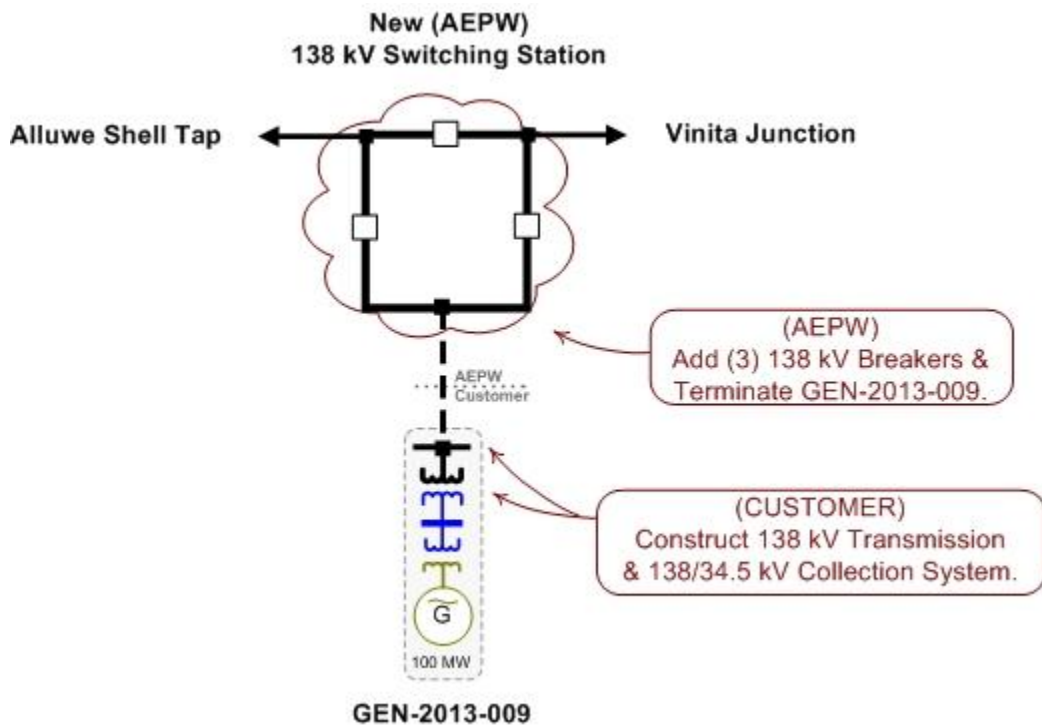 New (AEPW)
138 kV Switching Station
Alluwe Shell Tap
Vinita Junction
(AEPW)
Add (3) 138 kV Breakers &
Terminate GEN-2013-009.
AEPW
Customer
(CUSTOMER)
Construct 138 kV Transmission
& 138/34.5 kV Collection System.
G
100 MW
GEN-2013-009